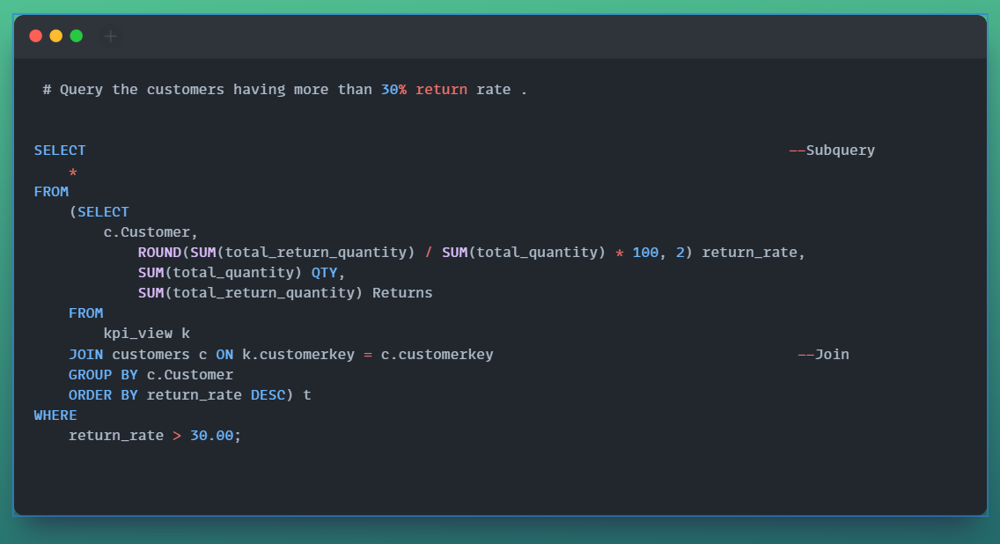 # Query the customers having more than 30% return rate .
SELECT --Subquery
*
FROM
(SELECT
c.Customer,
ROUND(SUM(total_return_quantity) / SUM(total_quantity) * 100, 2) return_rate,
SUM(total_quantity) QTY,
SUM(total_return_quantity) Returns
FROM
kpi_view k
JOIN customers c ON k.customerkey = c.customerkey --Join
GROUP BY c.Customer
ORDER BY return_rate DESC) t
WHERE
return_rate > 30.00;